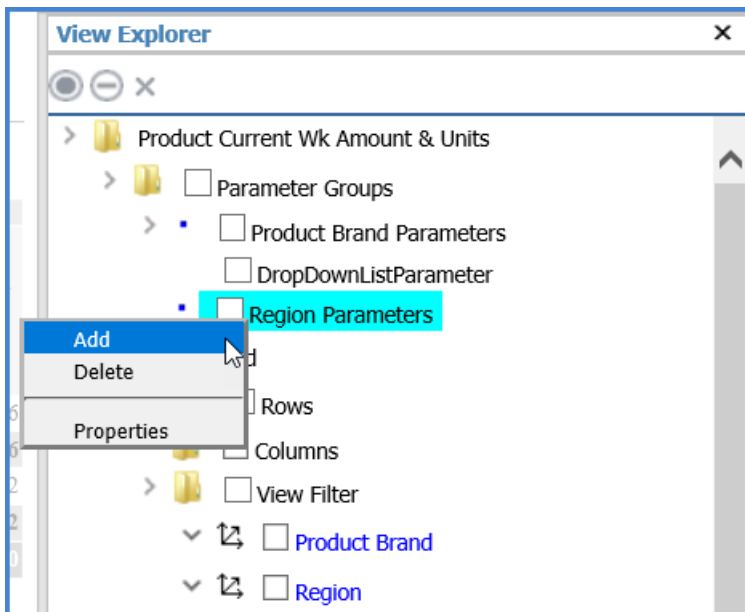 View Explorer
Product Current Wk Amount & Units
Parameter Groups
Product Brand Parameters
DropDownListParameter
Region Parameters
Add
Delete
Rows
Properties
Columns
View Filter
Product Brand
Region